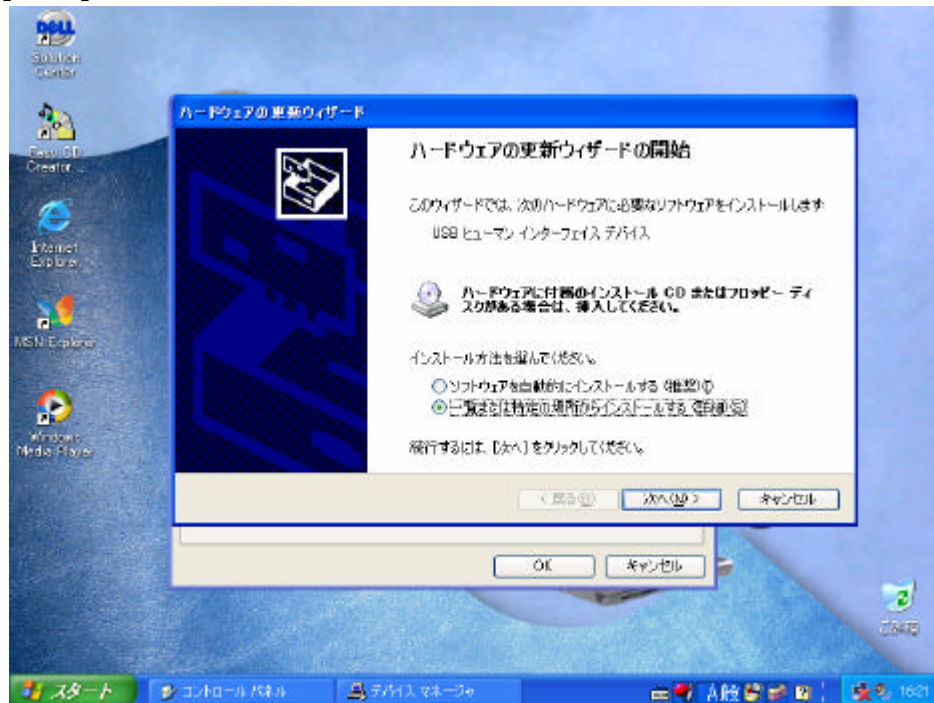 DELL
Solution
Center
Easy CD
Creator ...
Internet
Explorer
MSN Explorer
Windows
Media Player
ハードウェアの更新ウィザード
ハードウェアの更新ウィザードの開始
このウィザードでは、次のハードウェアに必要なソフトウェアをインストールします:
USB ヒューマン インターフェイス デバイス
ハードウェアに付属のインストール CD またはフロッピー ディ
スクがある場合は、挿入してください。
インストール方法を選んでください。
ソフトウェアを自動的にインストールする (推奨)(I)
一覧または特定の場所からインストールする (詳細)(S)
続行するには、[次へ] をクリックしてください。
< 戻る(B)
次へ(N) >
キャンセル
OK
キャンセル
ごみ箱
スタート
コントロール パネル
デバイス マネージャ
A 般
16:21